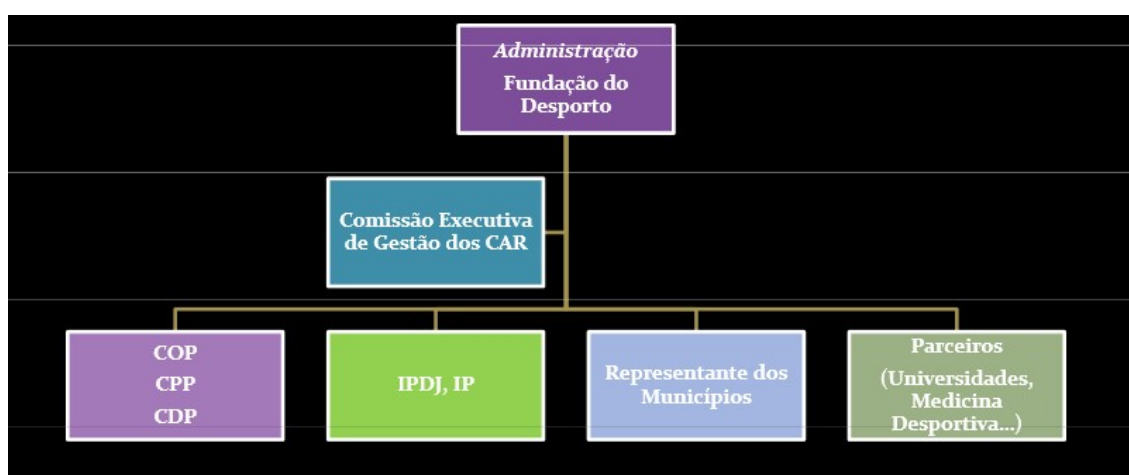 Administração
Fundação do
Desporto
Comissão Executiva
de Gestão dos CAR
COP
CPP
CDP
IPDJ, IP
Representante dos
Municípios
Parceiros
(Universidades,
Medicina
Desportiva...)